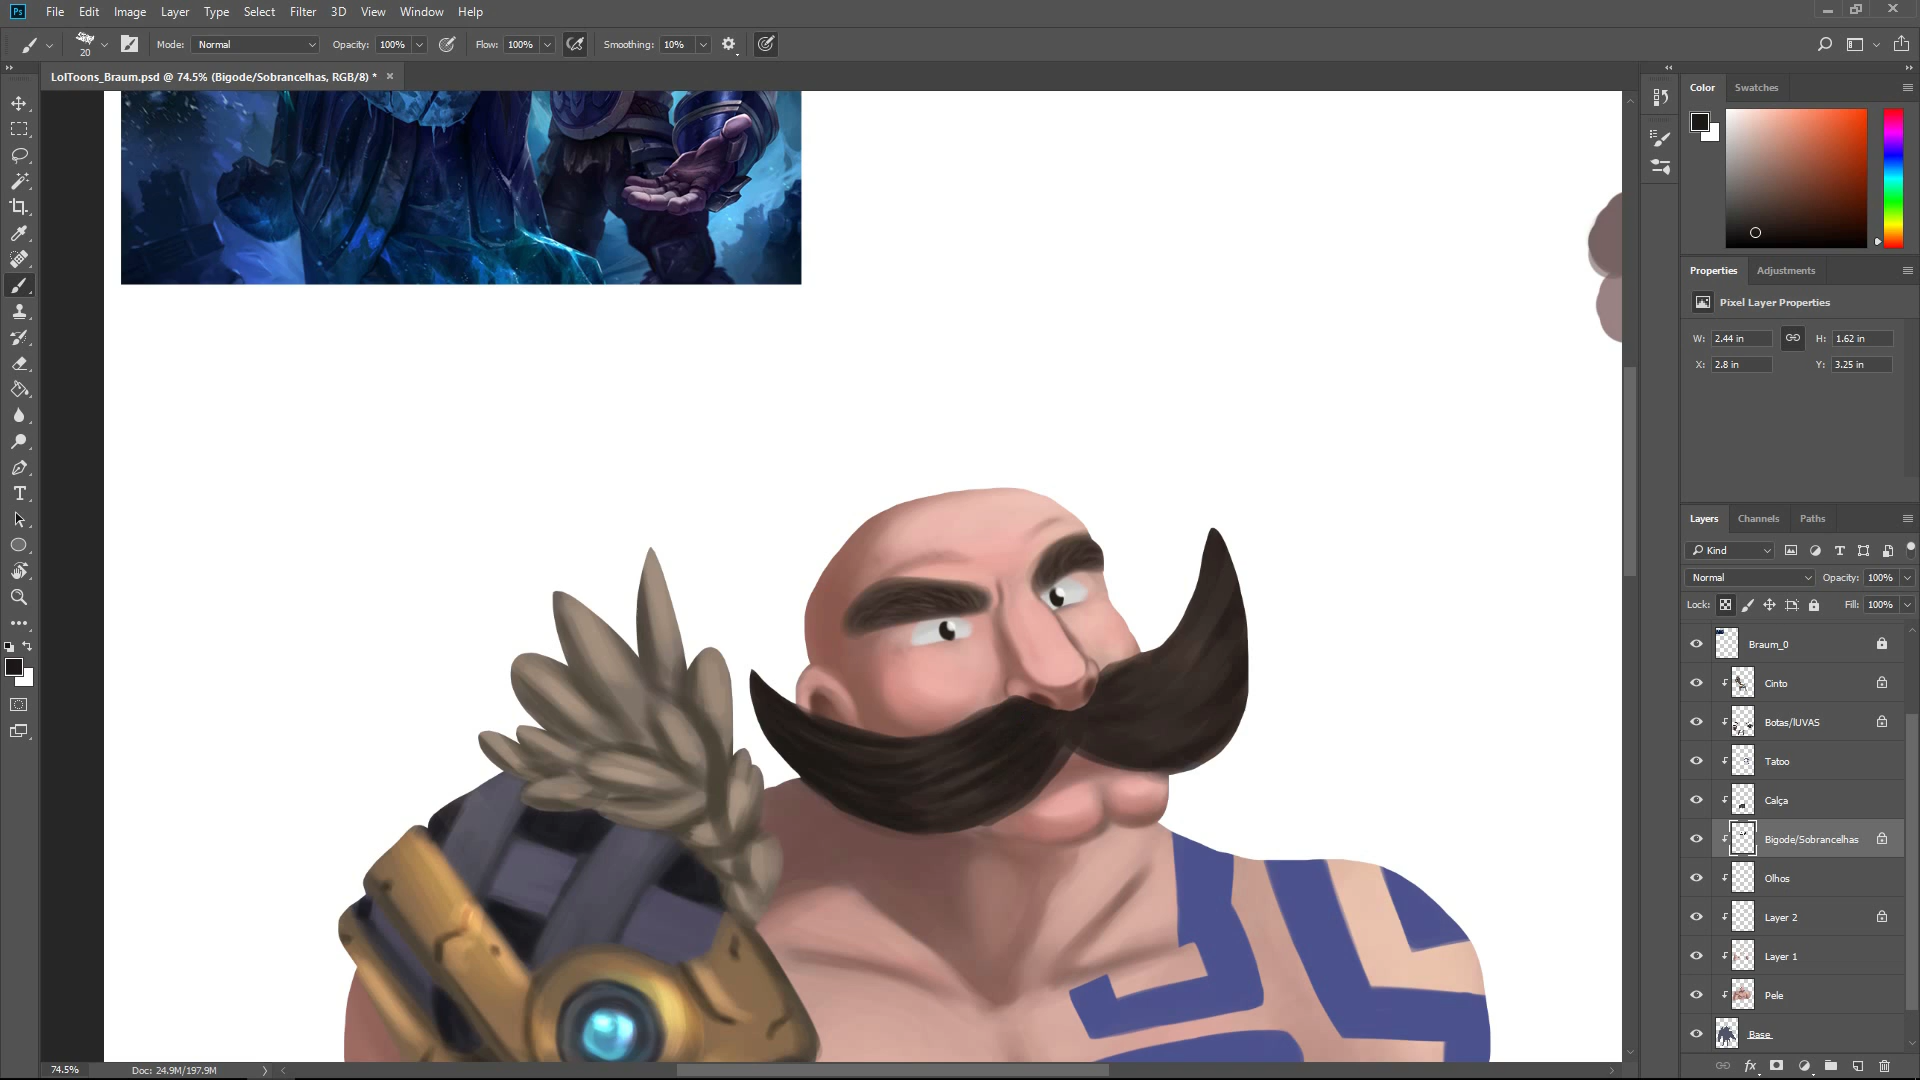 Ps File Edit Image Layer Type Select Filter 3D View Window Help
20 Mode: Normal Opacity: 100% Flow: 100% Smoothing: 10%
LolToons_Braum.psd @ 74.5% (Bigode/Sobrancelhas, RGB/8) * ×
Color Swatches
Properties Adjustments
Pixel Layer Properties
W: 2.44 in H: 1.62 in
X: 2.8 in Y: 3.25 in
Layers Channels Paths
Kind
Normal Opacity: 100%
Lock: Fill: 100%
Braum_0
Cinto
Botas/lUVAS
Tatoo
Calça
Bigode/Sobrancelhas
Olhos
Layer 2
Layer 1
Pele
Base
fx
74.5% Doc: 24.9M/197.9M